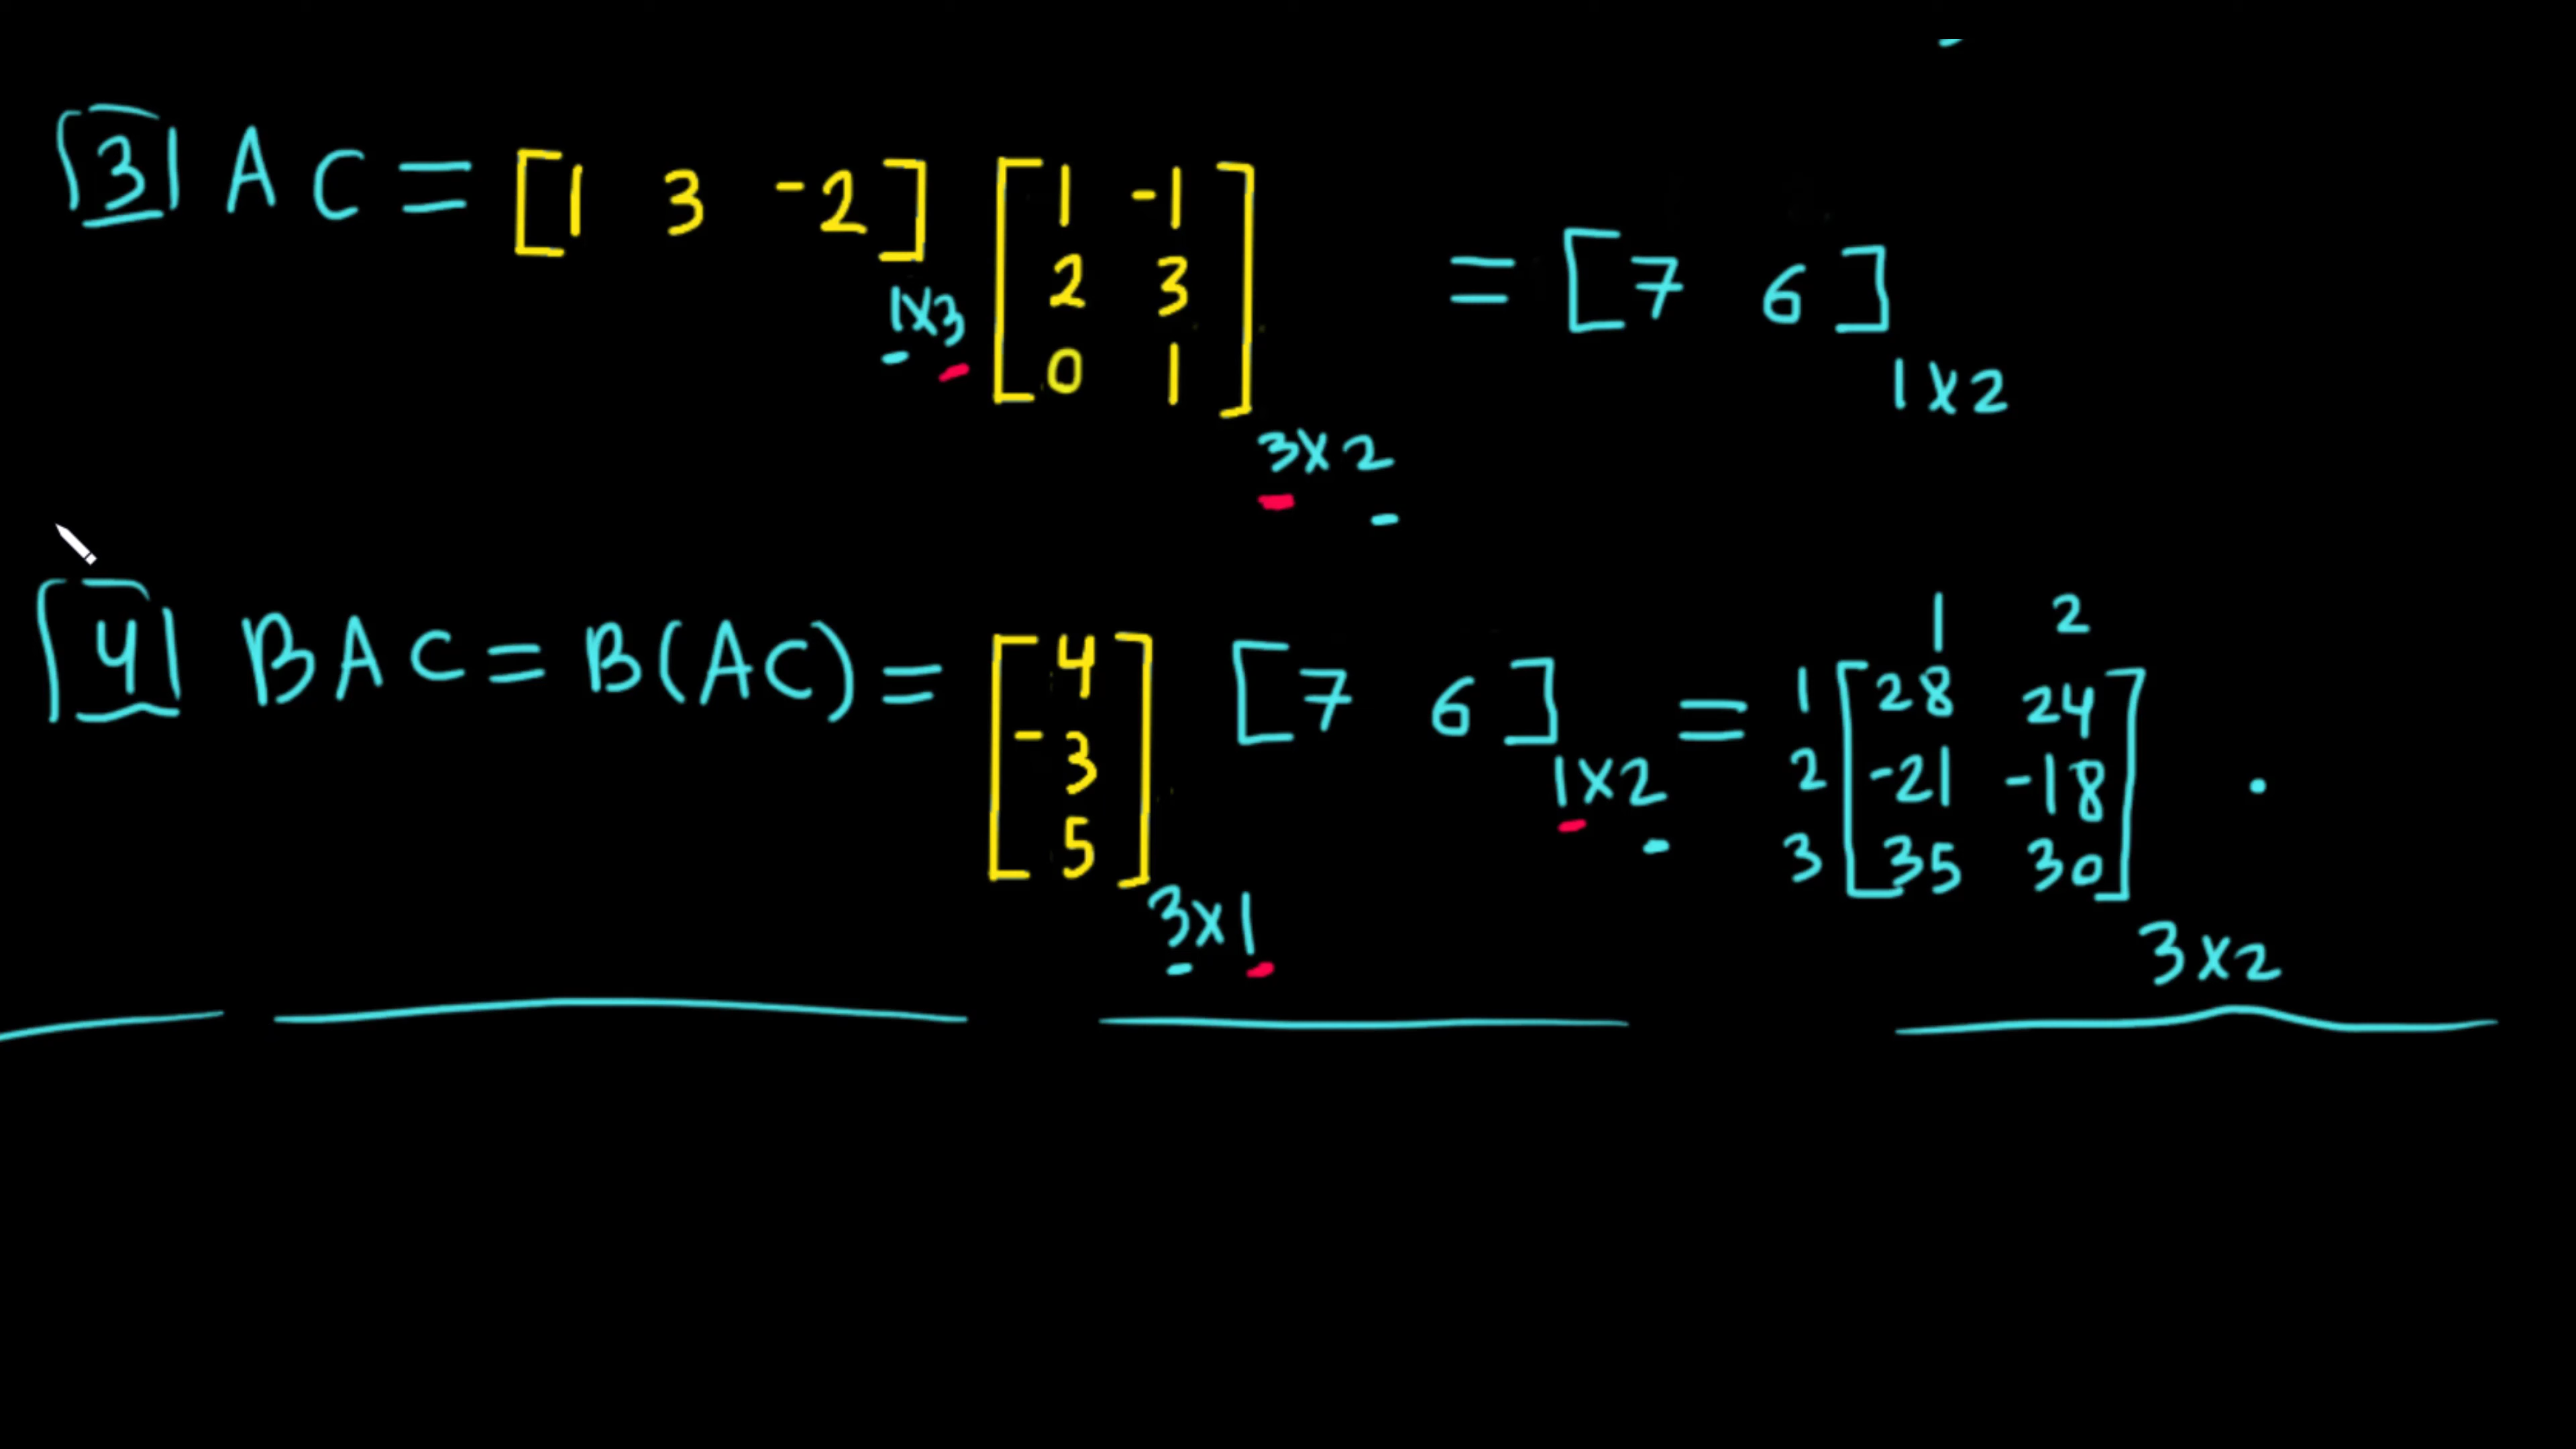 [3] AC = [1 3 -2] 1x3 [1 -1
2 3
0 1] 3x2 = [7 6] 1x2
[4] BAC = B(AC) = [4
-3
5] 3x1 [7 6] 1x2 =
1 2
1 [28 24
2 -21 -18
3 35 30] 3x2 .